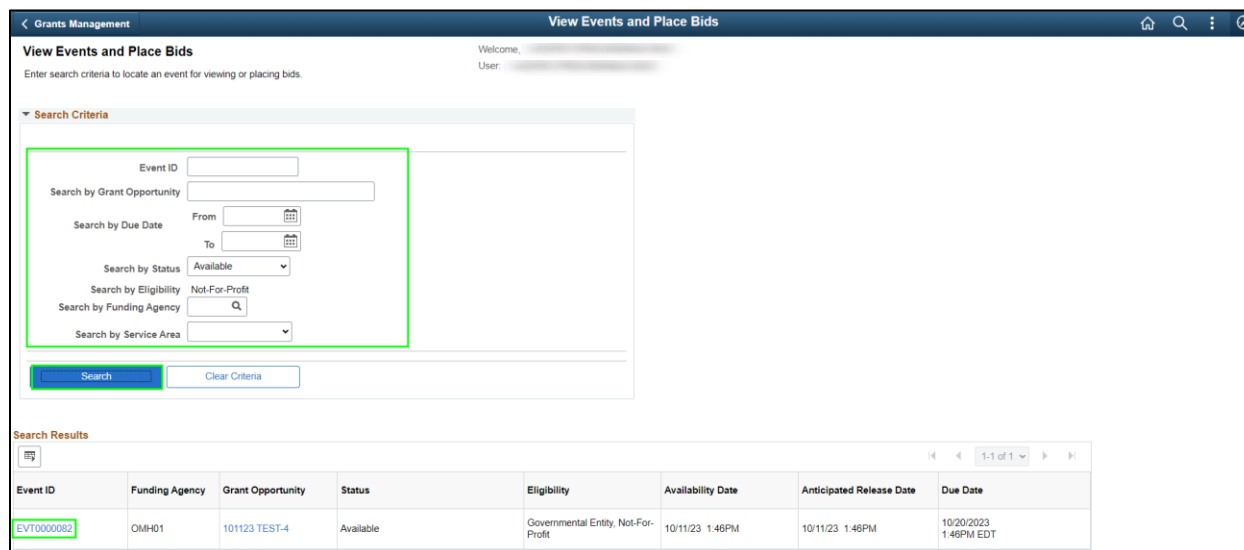 Grants Management
View Events and Place Bids
View Events and Place Bids
Welcome,
User:
Enter search criteria to locate an event for viewing or placing bids.
Search Criteria
Event ID
Search by Grant Opportunity
Search by Due Date
From
To
Search by Status Available
Search by Eligibility Not-For-Profit
Search by Funding Agency
Search by Service Area
Search Clear Criteria
Search Results
1-1 of 1
Event ID Funding Agency Grant Opportunity Status Eligibility Availability Date Anticipated Release Date Due Date
EVT0000082 OMH01 101123 TEST-4 Available Governmental Entity, Not-For-
Profit 10/11/23 1:46PM 10/11/23 1:46PM 10/20/2023
1:46PM EDT